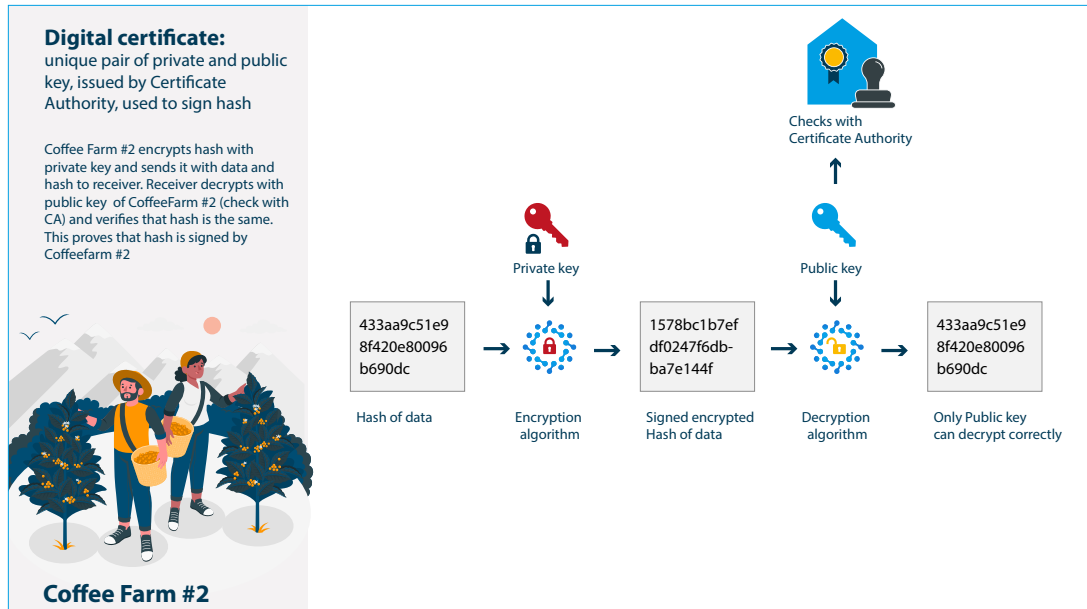 Digital certificate:
unique pair of private and public
key, issued by Certificate
Authority, used to sign hash
Coffee Farm #2 encrypts hash with
private key and sends it with data and
hash to receiver. Receiver decrypts with
public key of CoffeeFarm #2 (check with
CA) and verifies that hash is the same.
This proves that hash is signed by
Coffeefarm #2
Coffee Farm #2
Checks with
Certificate Authority
Private key
Public key
433aa9c51e9
8f420e80096
b690dc
Hash of data
Encryption
algorithm
1578bc1b7ef
df0247f6db-
ba7e144f
Signed encrypted
Hash of data
Decryption
algorithm
433aa9c51e9
8f420e80096
b690dc
Only Public key
can decrypt correctly